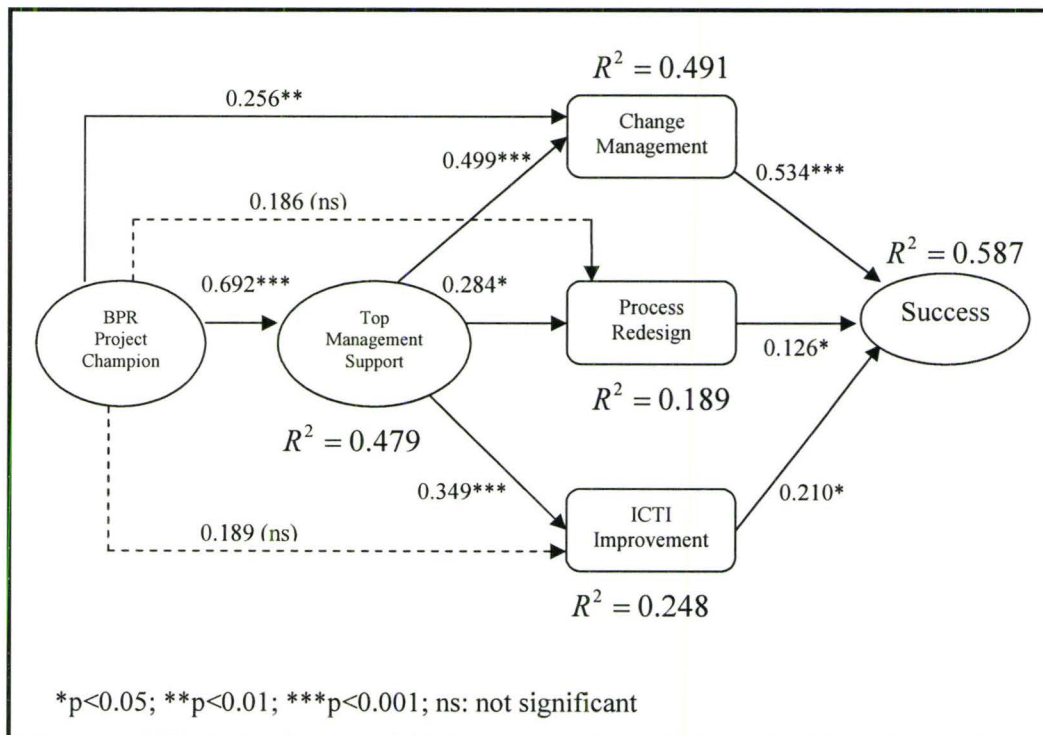 R² = 0.491
0.256**
Change
Management
0.499***
0.534***
0.186 (ns)
R² = 0.587
0.692***
0.284*
BPR
Project
Champion
Top
Management
Support
Process
Redesign
Success
0.126*
R² = 0.189
R² = 0.479
0.349***
0.210*
0.189 (ns)
ICTI
Improvement
R² = 0.248
*p<0.05; **p<0.01; ***p<0.001; ns: not significant